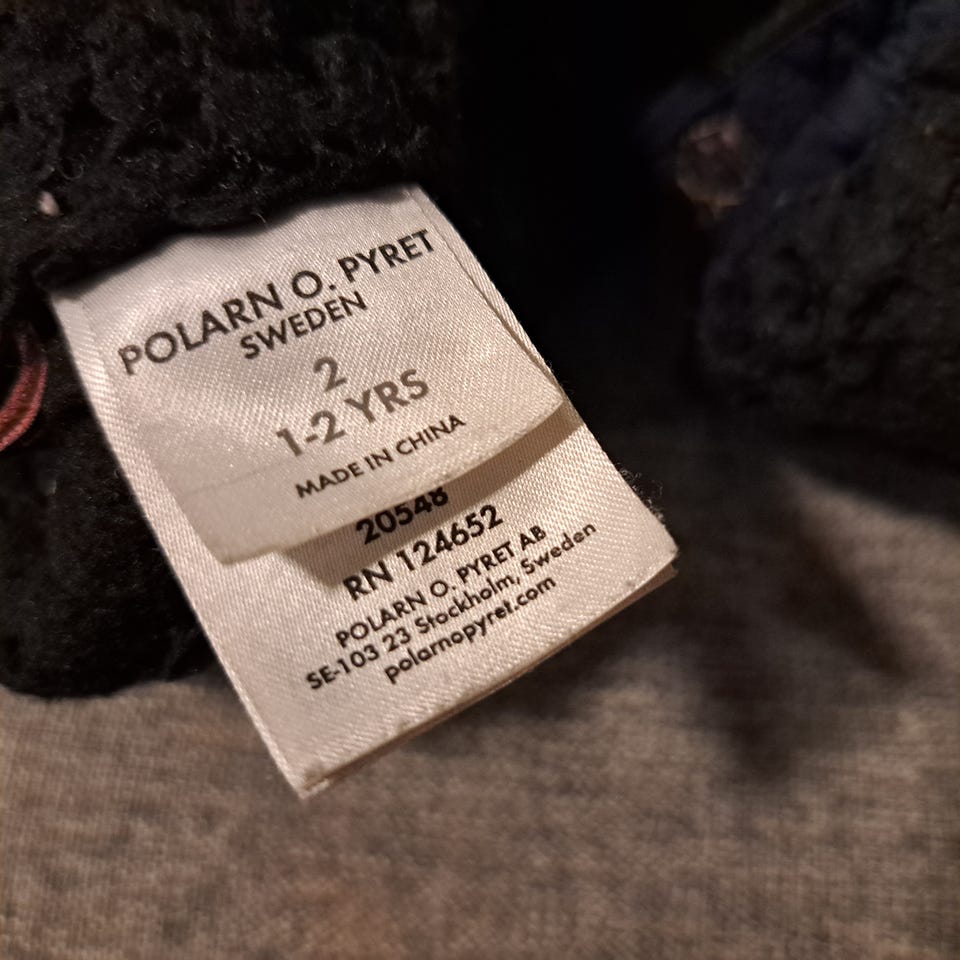 POLARN O. PYRET
SWEDEN
2
1-2 YRS
MADE IN CHINA
20548
RN 124652
POLARN O. PYRET AB
SE-103 23 Stockholm, Sweden
polarnopyret.com